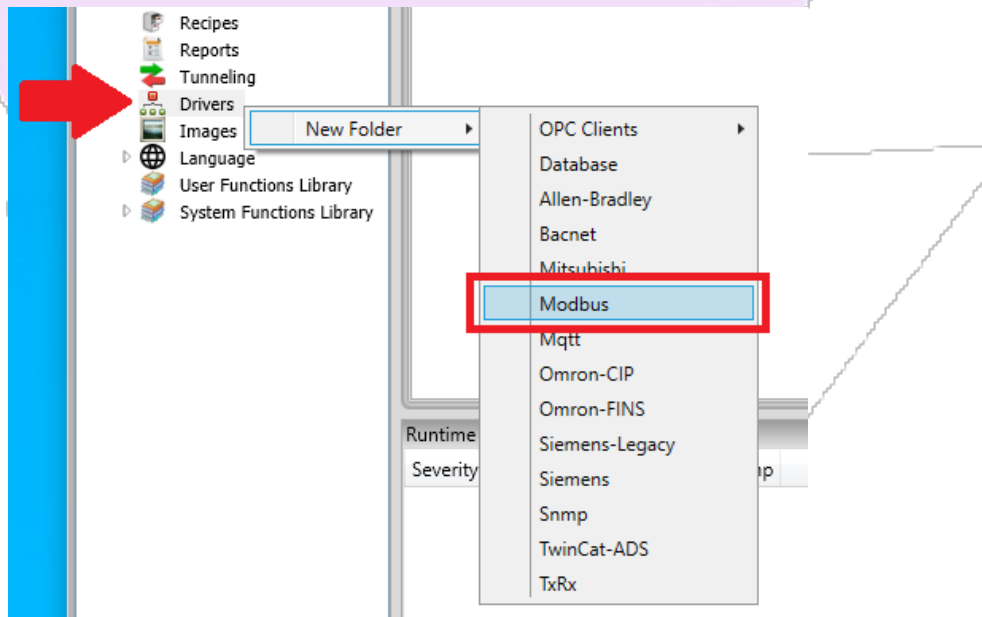 Recipes
Reports
Tunneling
Drivers
Images
Language
User Functions Library
System Functions Library
New Folder
OPC Clients
Database
Allen-Bradley
Bacnet
Mitsubishi
Modbus
Mqtt
Omron-CIP
Omron-FINS
Siemens-Legacy
Siemens
Snmp
TwinCat-ADS
TxRx
Runtime
Severity